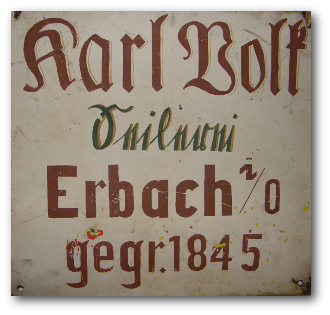 Karl Volk
Seilerei
Erbach i/O
gegr. 1845